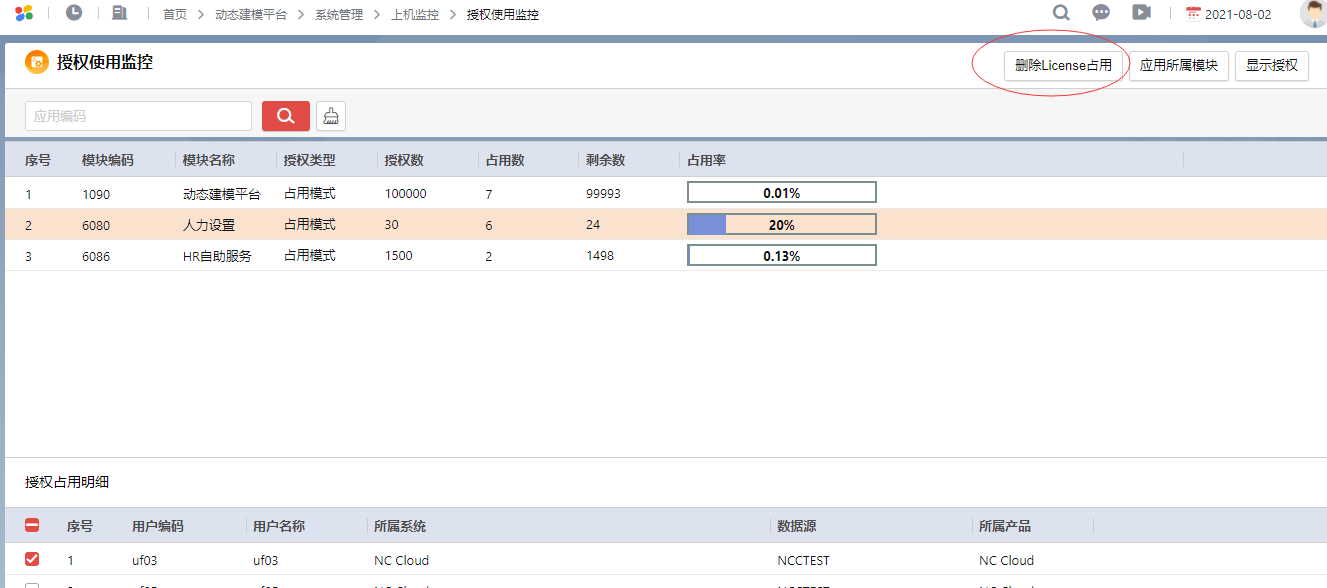 首页 动态建模平台 系统管理 上机监控 授权使用监控 2021-08-02
授权使用监控 删除License占用 应用所属模块 显示授权
应用编码
序号 模块编码 模块名称 授权类型 授权数 占用数 剩余数 占用率
1 1090 动态建模平台 占用模式 100000 7 99993 0.01%
2 6080 人力设置 占用模式 30 6 24 20%
3 6086 HR自助服务 占用模式 1500 2 1498 0.13%
授权占用明细
序号 用户编码 用户名称 所属系统 数据源 所属产品
1 uf03 uf03 NC Cloud NCCTEST NC Cloud